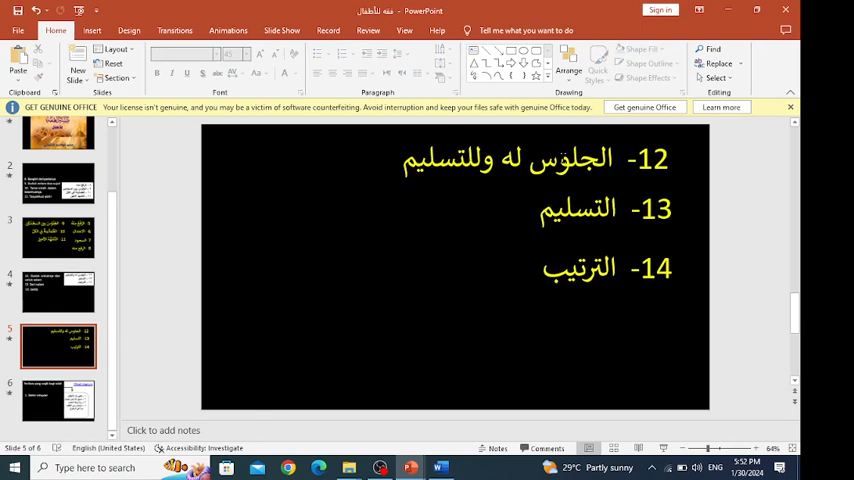 فقه للأطفال - PowerPoint
Sign in
File Home Insert Design Transitions Animations Slide Show Record Review View Help Tell me what you want to do
Paste
New Slide
Layout
Reset
Section
45
Shape Fill
Shape Outline
Shape Effects
Arrange
Quick Styles
Find
Replace
Select
Clipboard Slides Font Paragraph Drawing Editing
GET GENUINE OFFICE Your license isn't genuine, and you may be a victim of software counterfeiting. Avoid interruption and keep your files safe with genuine Office today. Get genuine Office Learn more
2
3
4
5
6
12- الجلوس له وللتسليم
13- التسليم
14- الترتيب
Click to add notes
Slide 5 of 6 English (United States) Accessibility: Investigate Notes Comments 64%
Type here to search 29°C Partly sunny ENG 5:52 PM
1/30/2024